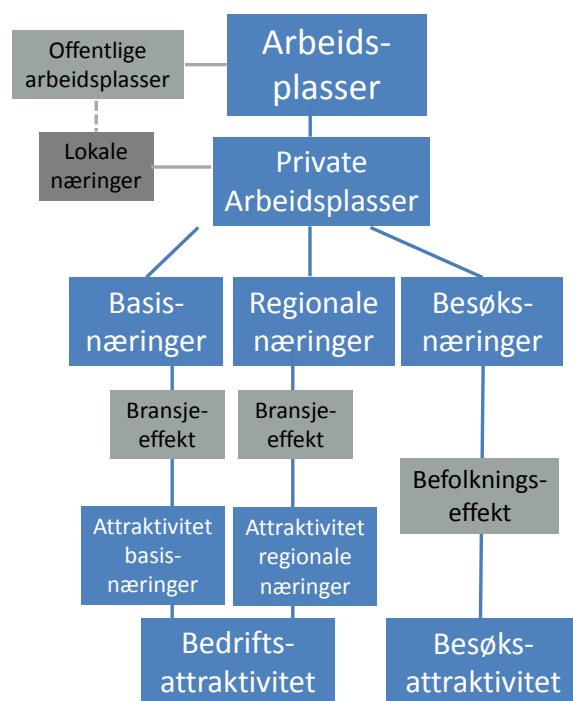 Offentlige
arbeidsplasser
Arbeids-
plasser
Lokale
næringer
Private
Arbeidsplasser
Basis-
næringer
Regionale
næringer
Besøks-
næringer
Bransje-
effekt
Bransje-
effekt
Befolknings-
effekt
Attraktivitet
basis-
næringer
Attraktivitet
regionale
næringer
Bedrifts-
attraktivitet
Besøks-
attraktivitet